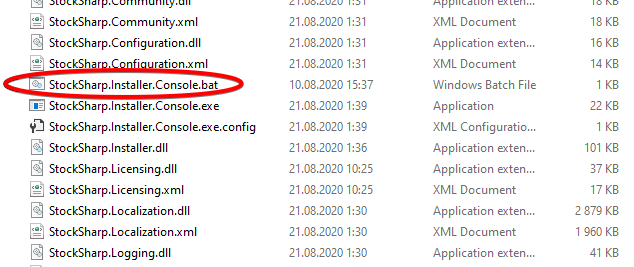 StockSharp.Community.dll 21.08.2020 1:31 Application exten... 18 KB
StockSharp.Community.xml 21.08.2020 1:31 XML Document 18 KB
StockSharp.Configuration.dll 21.08.2020 1:31 Application exten... 16 KB
StockSharp.Configuration.xml 21.08.2020 1:31 XML Document 14 KB
StockSharp.Installer.Console.bat 10.08.2020 15:37 Windows Batch File 1 KB
StockSharp.Installer.Console.exe 21.08.2020 1:39 Application 22 KB
StockSharp.Installer.Console.exe.config 21.08.2020 1:39 XML Configuratio... 1 KB
StockSharp.Installer.dll 21.08.2020 1:36 Application exten... 101 KB
StockSharp.Licensing.dll 21.08.2020 10:25 Application exten... 37 KB
StockSharp.Licensing.xml 21.08.2020 10:25 XML Document 17 KB
StockSharp.Localization.dll 21.08.2020 1:30 Application exten... 2 879 KB
StockSharp.Localization.xml 21.08.2020 1:30 XML Document 1 996 KB
StockSharp.Logging.dll 21.08.2020 1:30 Application exten... 41 KB